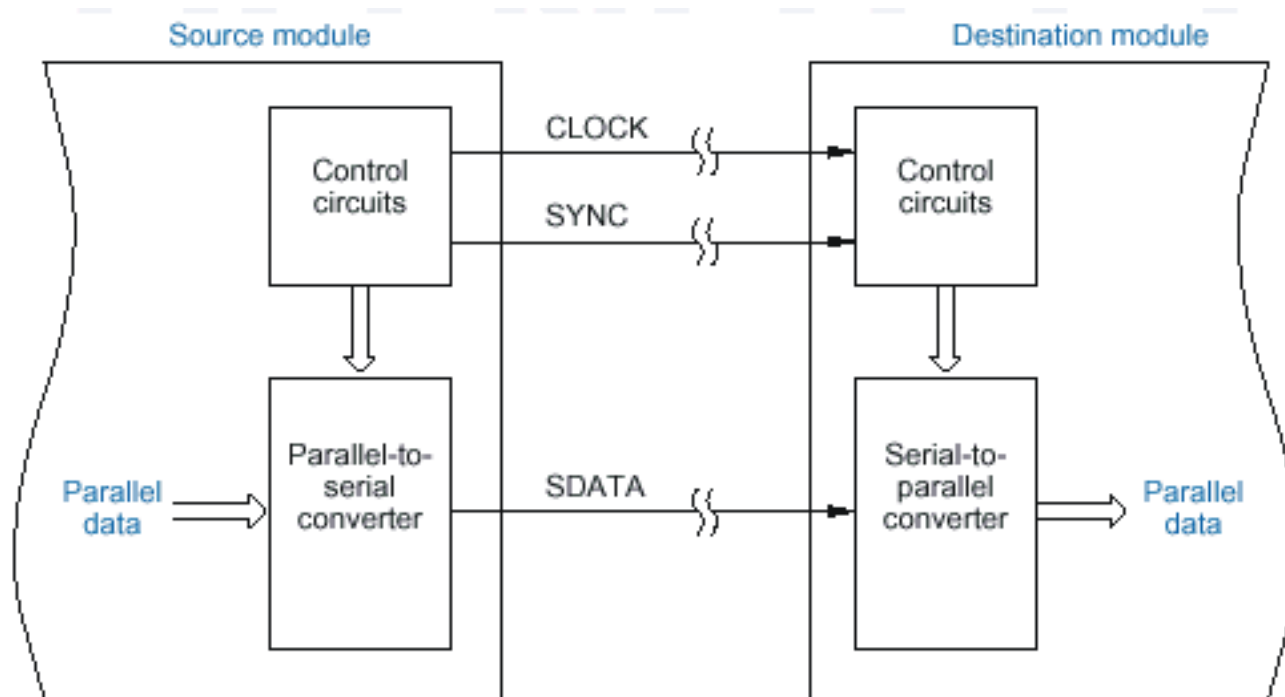 Source module
Destination module
CLOCK
Control
circuits
SYNC
Control
circuits
Parallel
data
Parallel-to-
serial
converter
SDATA
Serial-to-
parallel
converter
Parallel
data